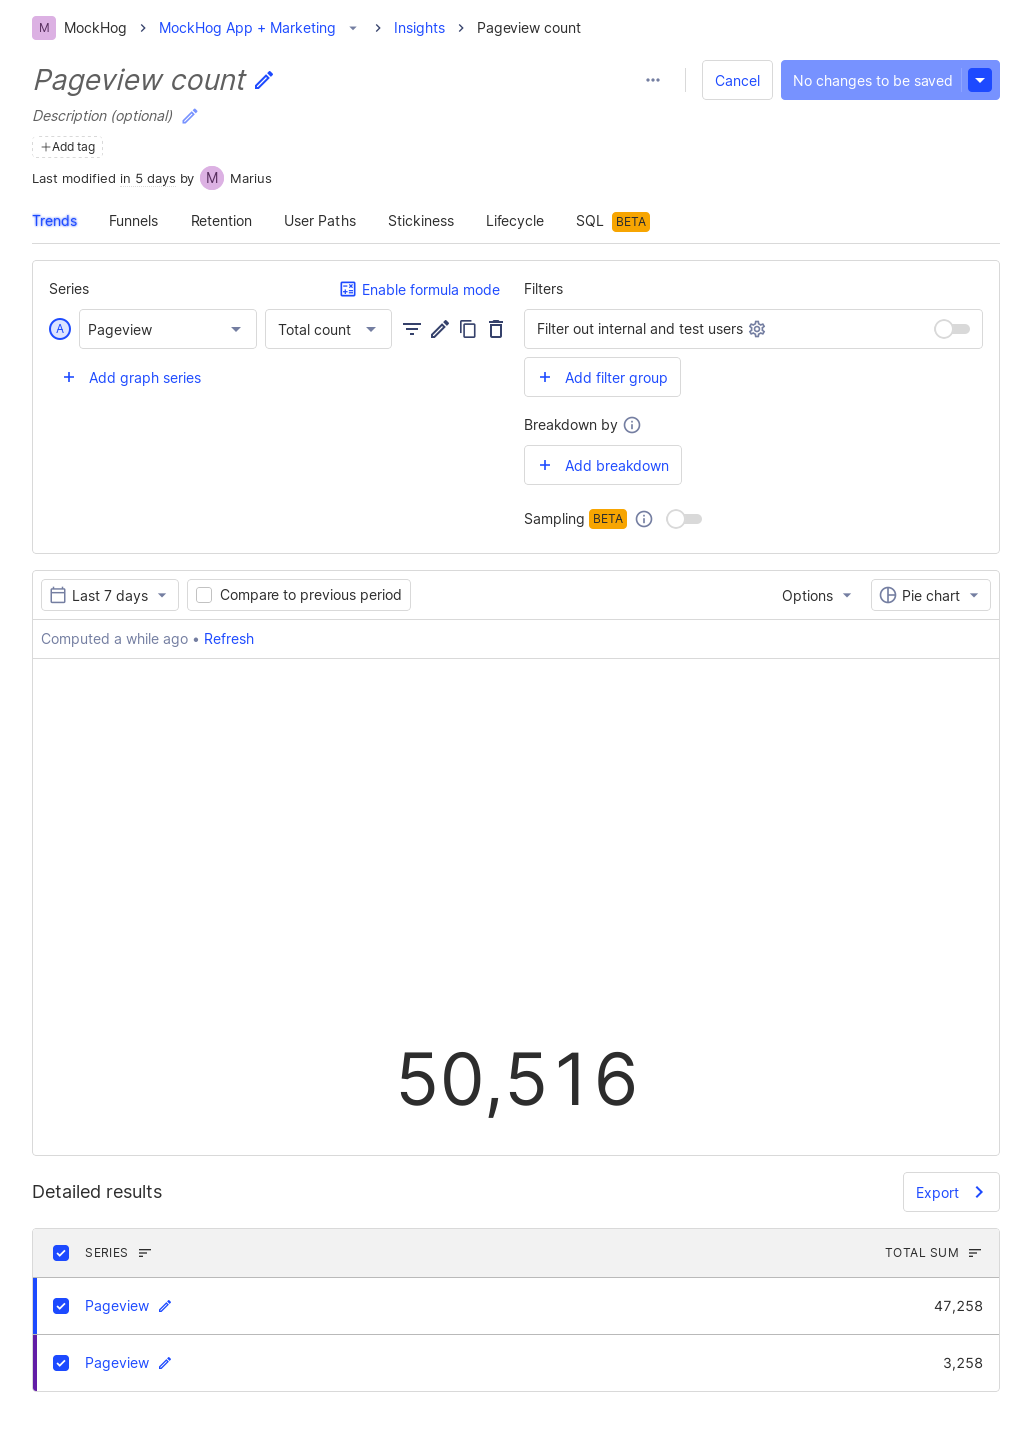 M MockHog MockHog App + Marketing Insights Pageview count
Pageview count
Cancel No changes to be saved
Description (optional)
Add tag
Last modified in 5 days by M Marius
Trends Funnels Retention User Paths Stickiness Lifecycle SQL BETA
Series Enable formula mode
A Pageview Total count
Add graph series
Filters
Filter out internal and test users
Add filter group
Breakdown by
Add breakdown
Sampling BETA
Last 7 days Compare to previous period Options Pie chart
Computed a while ago • Refresh
50,516
Detailed results Export
SERIES TOTAL SUM
Pageview 47,258
Pageview 3,258